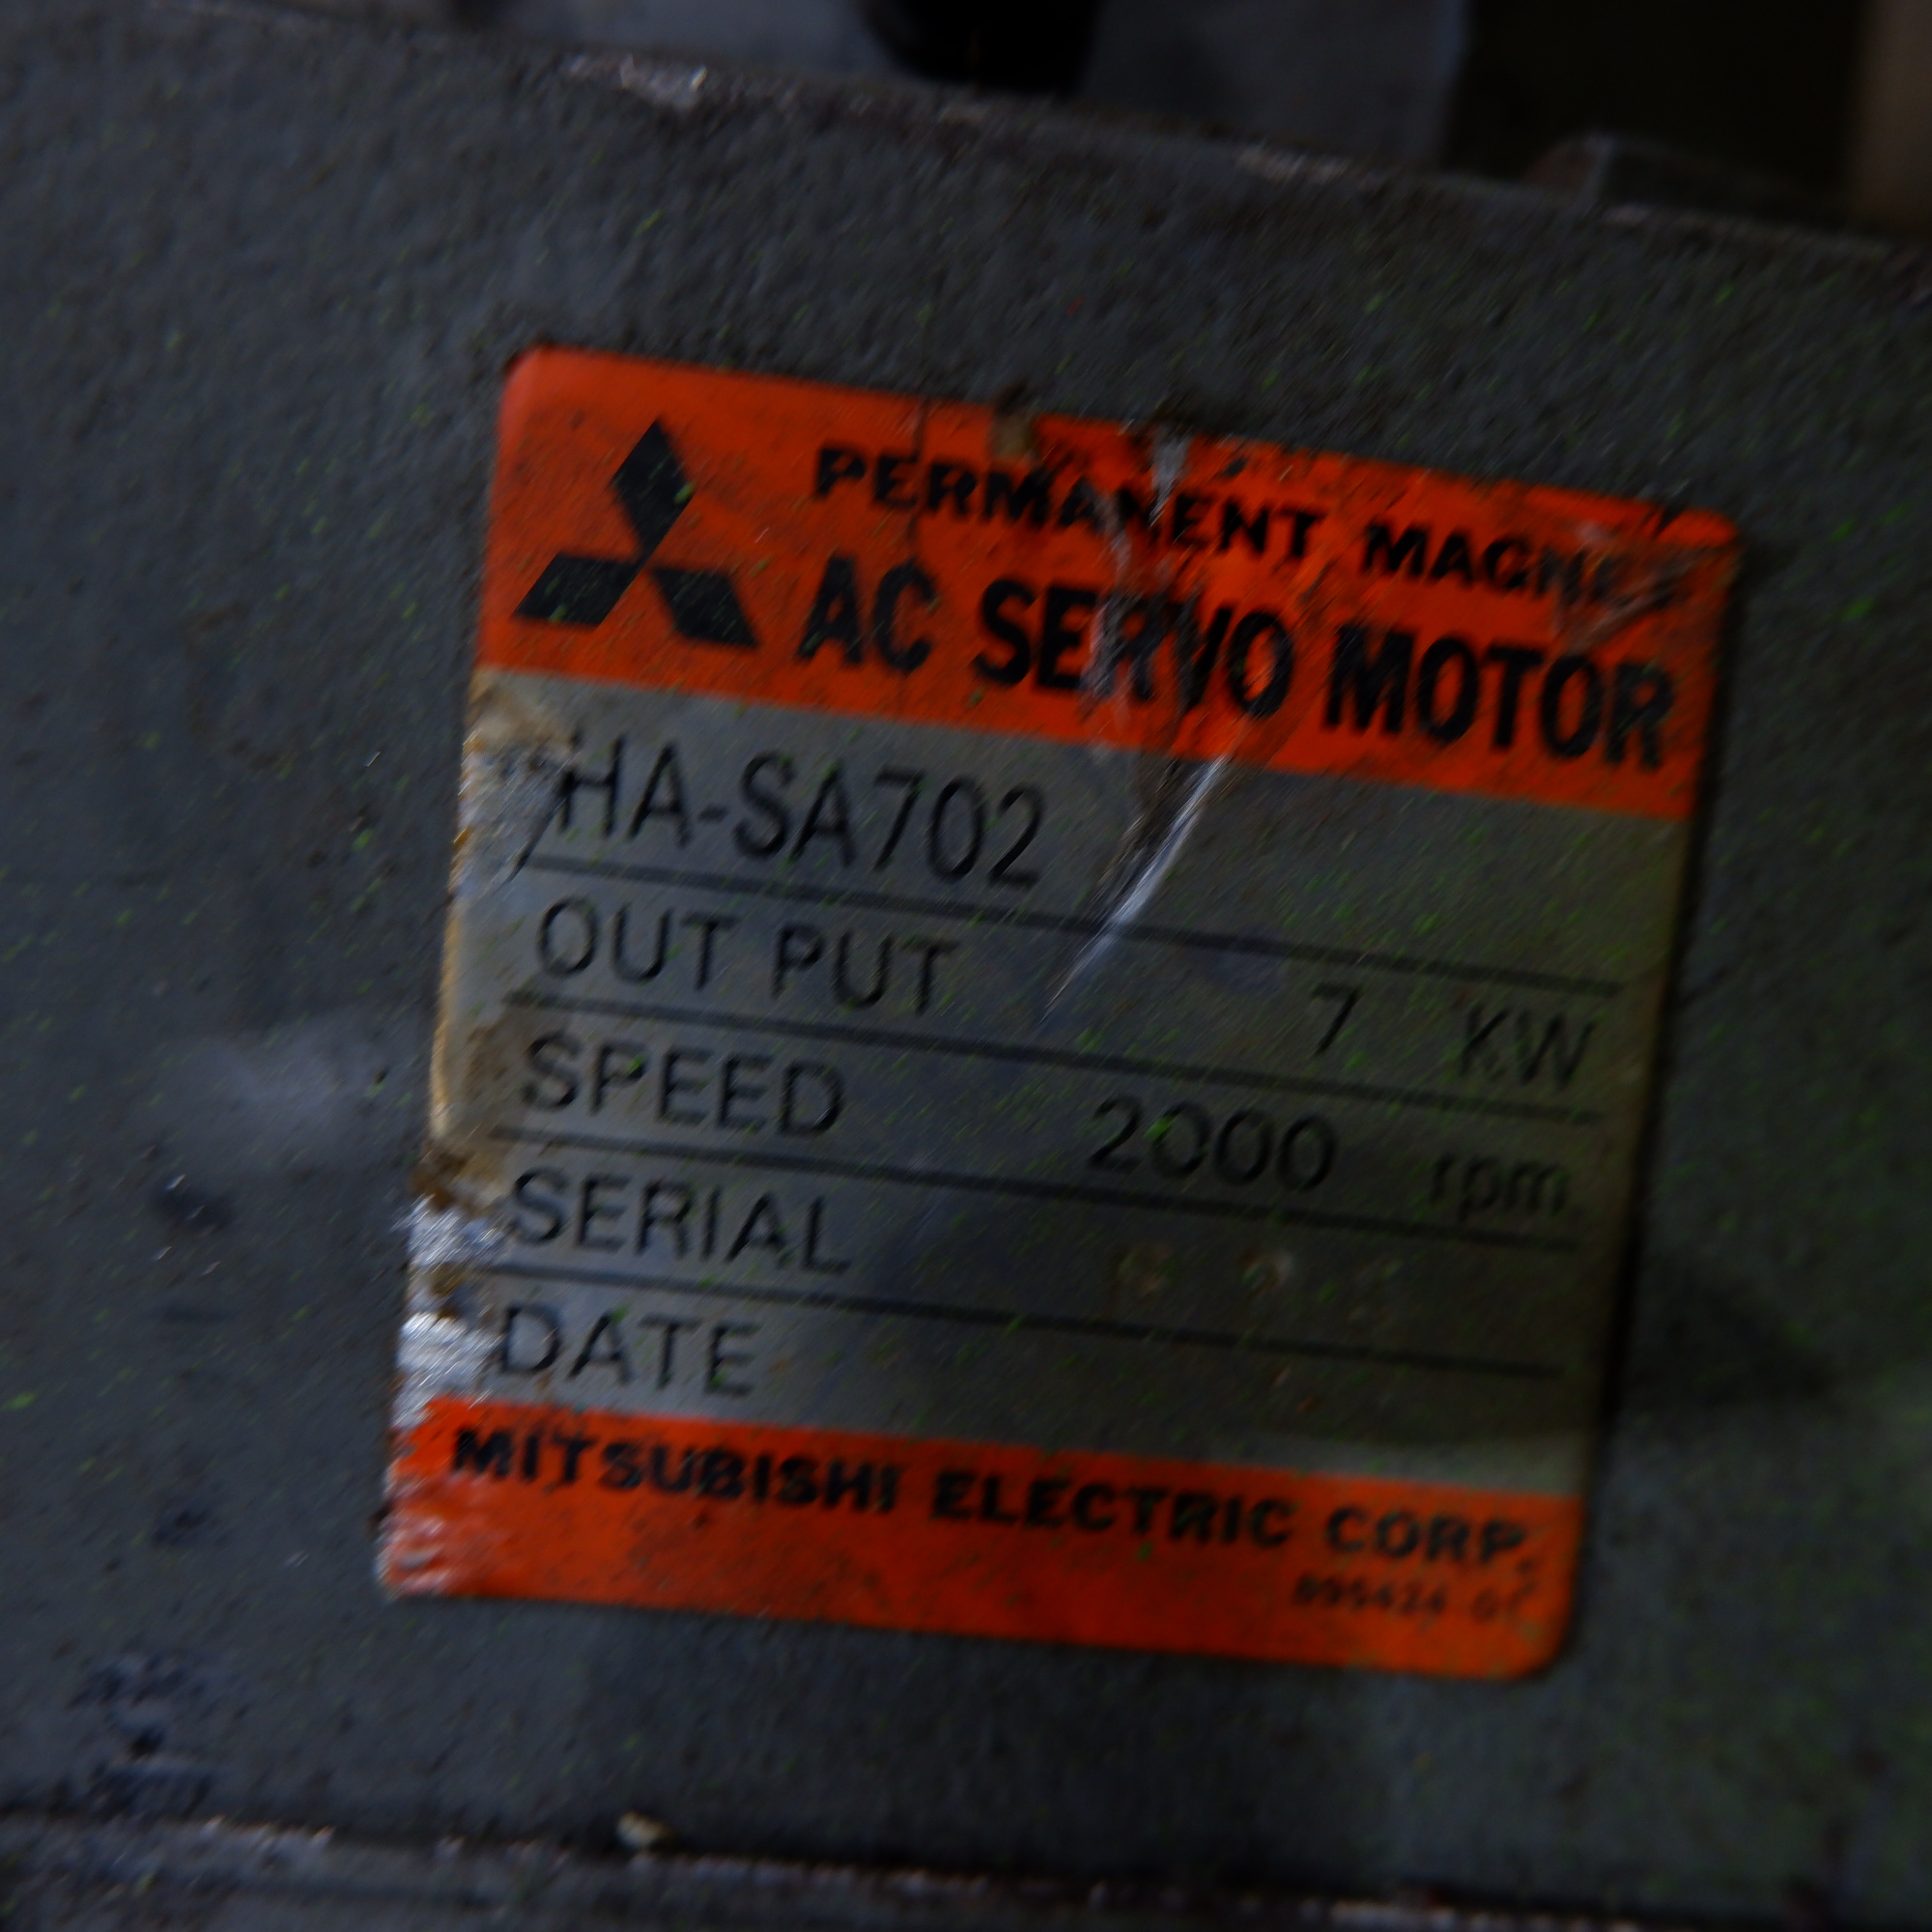 PERMANENT MAGNET
AC SERVO MOTOR
HA-SA702
OUT PUT 7 KW
SPEED 2000 rpm
SERIAL
DATE
MITSUBISHI ELECTRIC CORP.